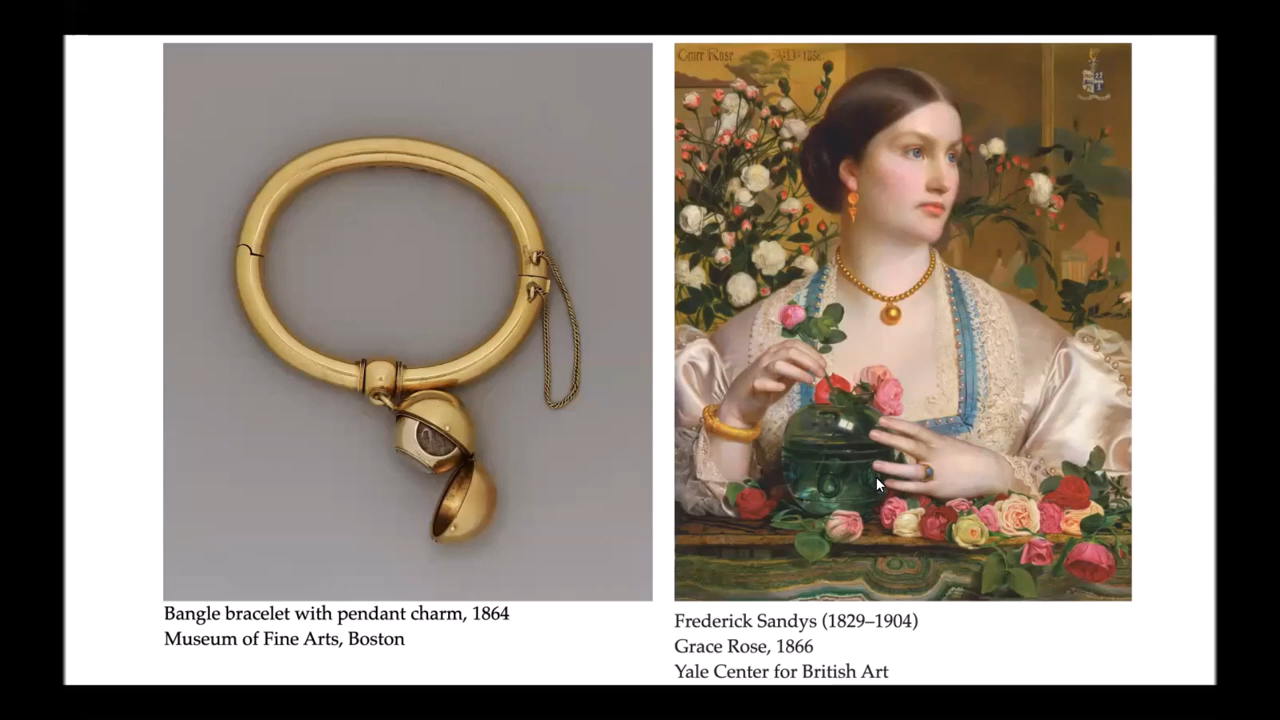 Bangle bracelet with pendant charm, 1864
Museum of Fine Arts, Boston
Frederick Sandys (1829–1904)
Grace Rose, 1866
Yale Center for British Art